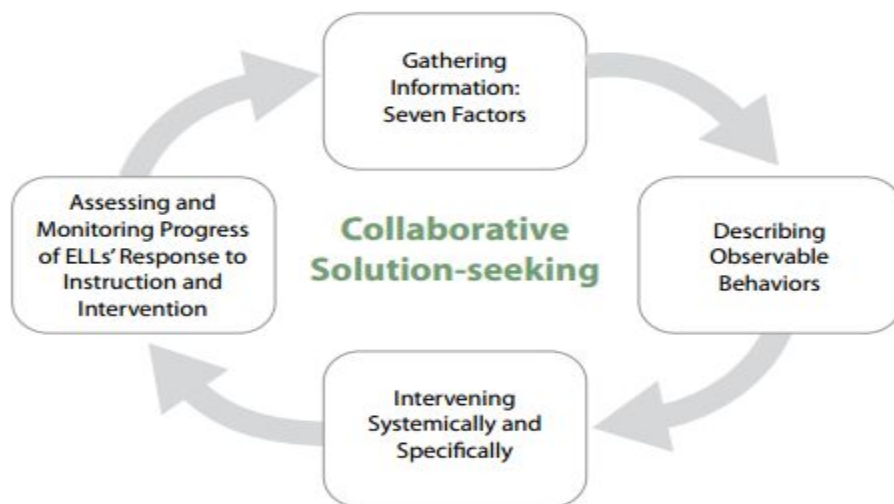 Gathering
Information:
Seven Factors
Describing
Observable
Behaviors
Intervening
Systemically and
Specifically
Assessing and
Monitoring Progress
of ELLs' Response to
Instruction and
Intervention
Collaborative
Solution-seeking